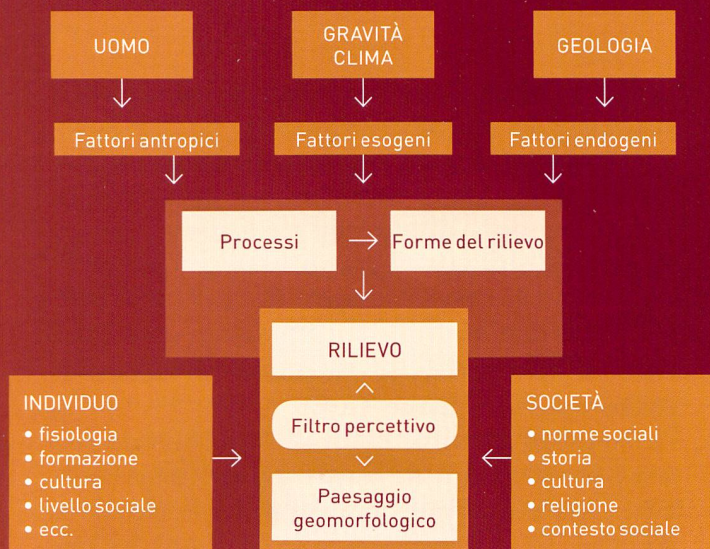 UOMO
GRAVITÀ
CLIMA
GEOLOGIA
Fattori antropici
Fattori esogeni
Fattori endogeni
Processi
Forme del rilievo
RILIEVO
Filtro percettivo
Paesaggio
geomorfologico
INDIVIDUO
• fisiologia
• formazione
• cultura
• livello sociale
• ecc.
SOCIETÀ
• norme sociali
• storia
• cultura
• religione
• contesto sociale